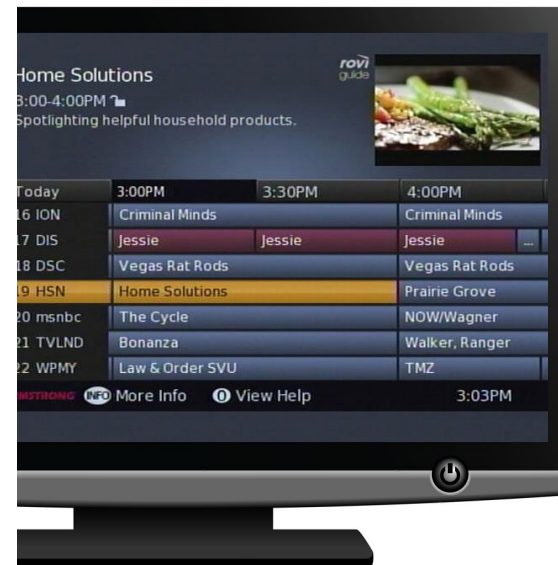 Home Solutions
rovi
guide
3:00-4:00PM
Spotlighting helpful household products.
Today 3:00PM 3:30PM 4:00PM
16 ION Criminal Minds Criminal Minds
17 DIS Jessie Jessie Jessie ...
18 DSC Vegas Rat Rods Vegas Rat Rods
19 HSN Home Solutions Prairie Grove
20 msnbc The Cycle NOW/Wagner
21 TVLND Bonanza Walker, Ranger
22 WPMY Law & Order SVU TMZ
MSTRONG INFO More Info 0 View Help 3:03PM